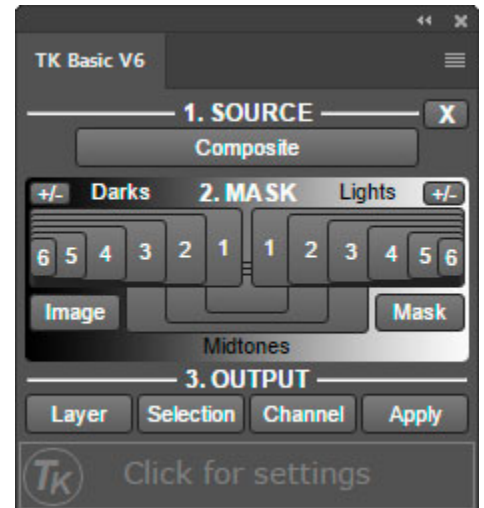 TK Basic V6
1. SOURCE X
Composite
+/- Darks 2. MASK Lights +/-
6 5 4 3 2 1 1 2 3 4 5 6
Image Mask
Midtones
3. OUTPUT
Layer Selection Channel Apply
TK Click for settings